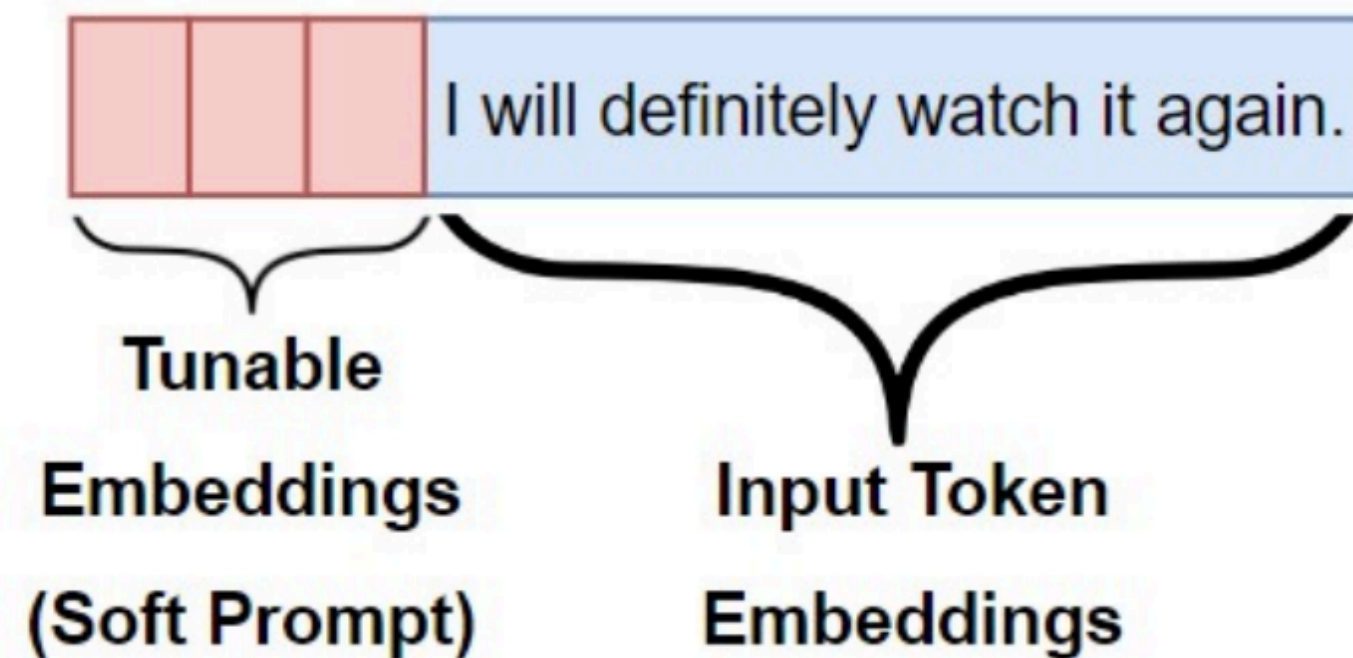 I will definitely watch it again.
Tunable
Embeddings
(Soft Prompt)
Input Token
Embeddings